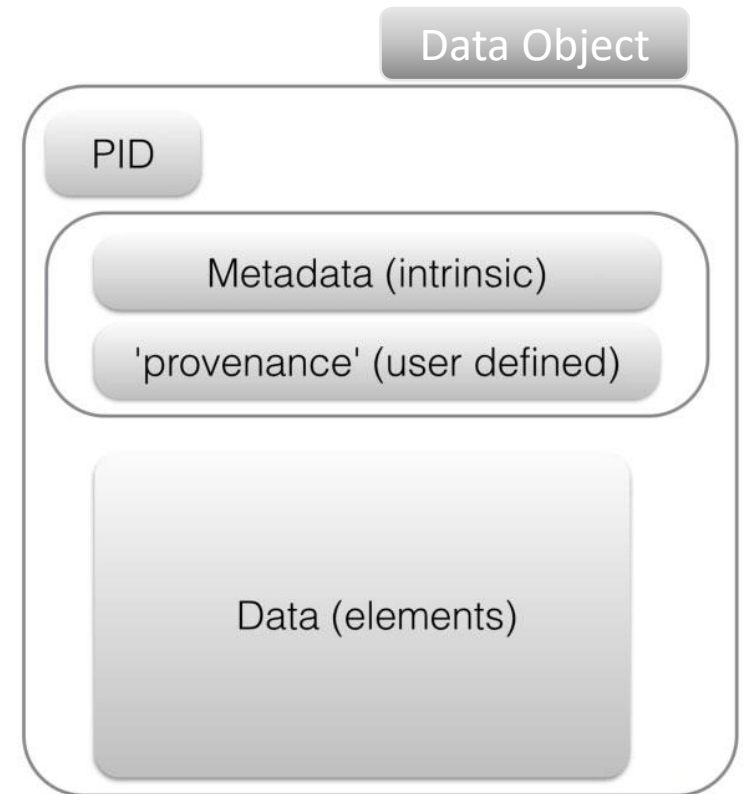 Data Object
PID
Metadata (intrinsic)
'provenance' (user defined)
Data (elements)